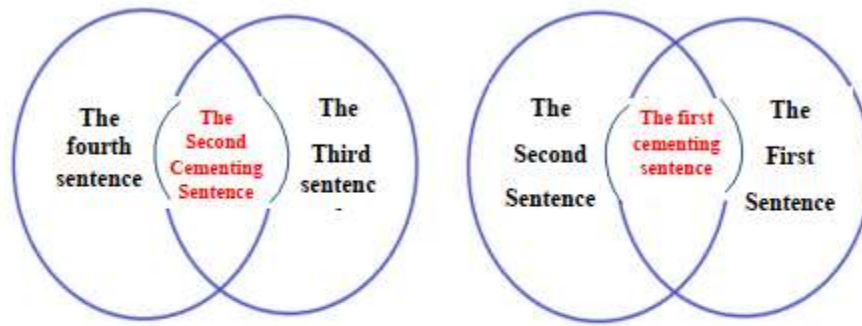 The
fourth
sentence
The
Second
Cementing
Sentence
The
Third
sentenc
The
Second
Sentence
The first
cementing
sentence
The
First
Sentence